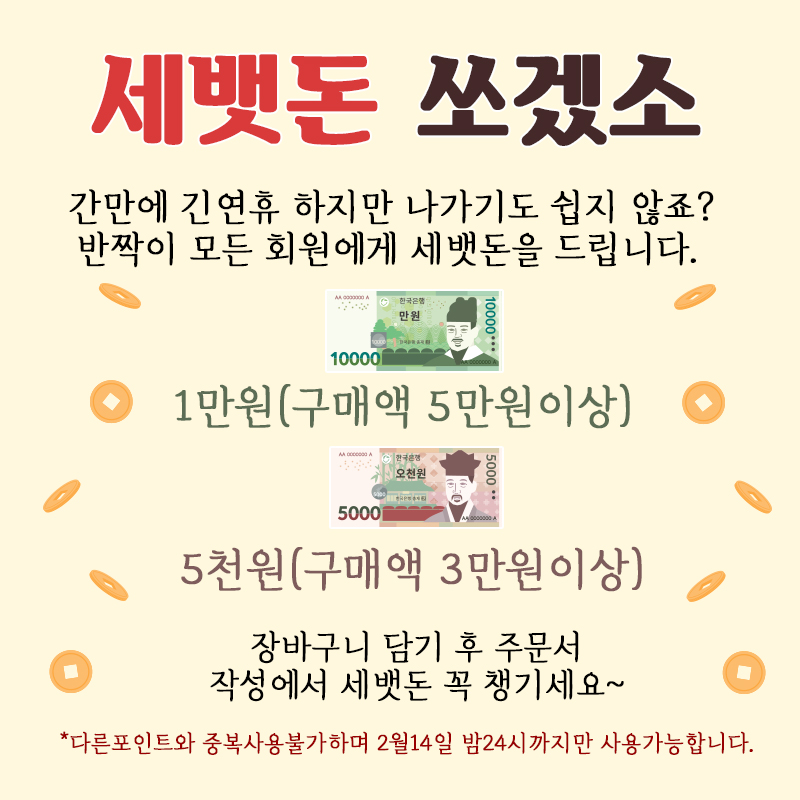 세뱃돈 쏘겠소
간만에 긴연휴 하지만 나가기도 쉽지 않죠?
반짝이 모든 회원에게 세뱃돈을 드립니다.
AA 0000000 A
한국은행
만원
10000
10000
AA 0000000 A
1만원(구매액 5만원이상)
AA 0000000 A
한국은행
오천원
5000
5000
AA 0000000 A
5천원(구매액 3만원이상)
장바구니 담기 후 주문서
작성에서 세뱃돈 꼭 챙기세요~
*다른포인트와 중복사용불가하며 2월14일 밤24시까지만 사용가능합니다.